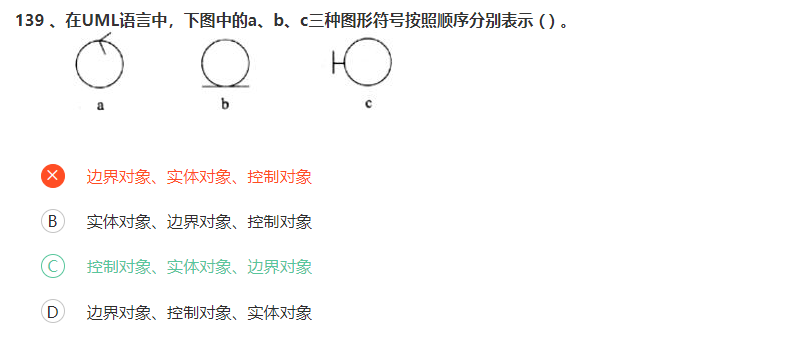 139 、在UML语言中，下图中的a、b、c三种图形符号按照顺序分别表示 ( ) 。
a b c
边界对象、实体对象、控制对象
B 实体对象、边界对象、控制对象
C 控制对象、实体对象、边界对象
D 边界对象、控制对象、实体对象